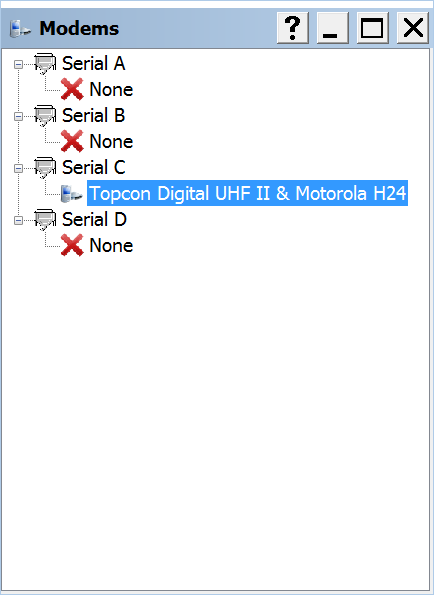 Modems
Serial A
None
Serial B
None
Serial C
Topcon Digital UHF II & Motorola H24
Serial D
None